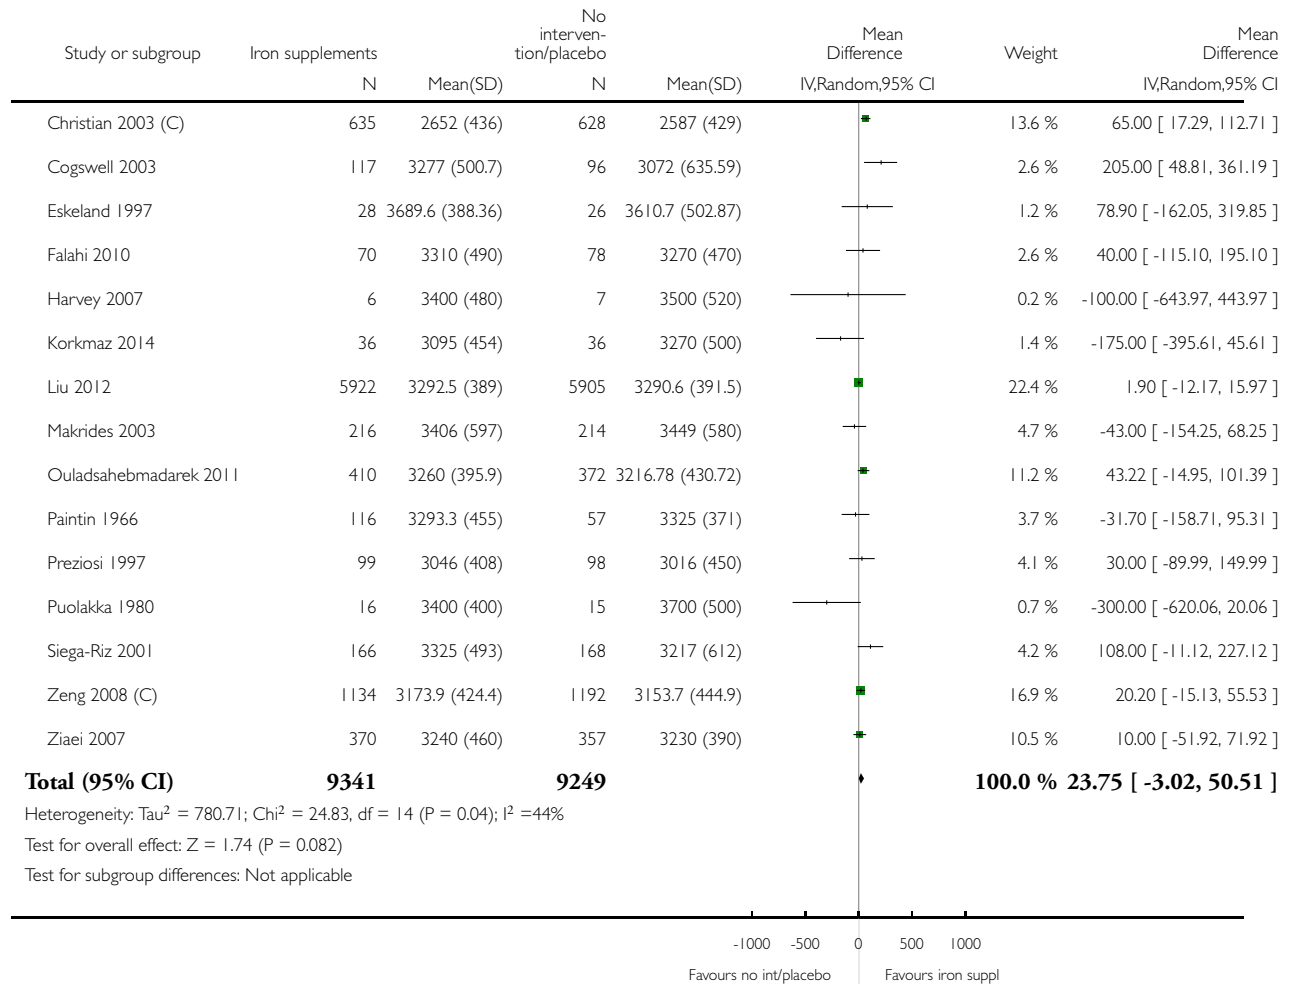 No
interven-
tion/placebo
Mean
Difference
Mean
Difference
Study or subgroup Iron supplements Weight
N Mean(SD) N Mean(SD) IV,Random,95% CI IV,Random,95% CI
Christian 2003 (C) 635 2652 (436) 628 2587 (429) 13.6 % 65.00 [ 17.29, 112.71 ]
Cogswell 2003 117 3277 (500.7) 96 3072 (635.59) 2.6 % 205.00 [ 48.81, 361.19 ]
Eskeland 1997 28 3689.6 (388.36) 26 3610.7 (502.87) 1.2 % 78.90 [ -162.05, 319.85 ]
Falahi 2010 70 3310 (490) 78 3270 (470) 2.6 % 40.00 [ -115.10, 195.10 ]
Harvey 2007 6 3400 (480) 7 3500 (520) 0.2 % -100.00 [ -643.97, 443.97 ]
Korkmaz 2014 36 3095 (454) 36 3270 (500) 1.4 % -175.00 [ -395.61, 45.61 ]
Liu 2012 5922 3292.5 (389) 5905 3290.6 (391.5) 22.4 % 1.90 [ -12.17, 15.97 ]
Makrides 2003 216 3406 (597) 214 3449 (580) 4.7 % -43.00 [ -154.25, 68.25 ]
Ouladsahebmadarek 2011 410 3260 (395.9) 372 3216.78 (430.72) 11.2 % 43.22 [ -14.95, 101.39 ]
Paintin 1966 116 3293.3 (455) 57 3325 (371) 3.7 % -31.70 [ -158.71, 95.31 ]
Preziosi 1997 99 3046 (408) 98 3016 (450) 4.1 % 30.00 [ -89.99, 149.99 ]
Puolakka 1980 16 3400 (400) 15 3700 (500) 0.7 % -300.00 [ -620.06, 20.06 ]
Siega-Riz 2001 166 3325 (493) 168 3217 (612) 4.2 % 108.00 [ -11.12, 227.12 ]
Zeng 2008 (C) 1134 3173.9 (424.4) 1192 3153.7 (444.9) 16.9 % 20.20 [ -15.13, 55.53 ]
Ziaei 2007 370 3240 (460) 357 3230 (390) 10.5 % 10.00 [ -51.92, 71.92 ]
Total (95% CI) 9341 9249 100.0 % 23.75 [ -3.02, 50.51 ]
Heterogeneity: Tau² = 780.71; Chi² = 24.83, df = 14 (P = 0.04); I² =44%
Test for overall effect: Z = 1.74 (P = 0.082)
Test for subgroup differences: Not applicable
-1000 -500 0 500 1000
Favours no int/placebo Favours iron suppl